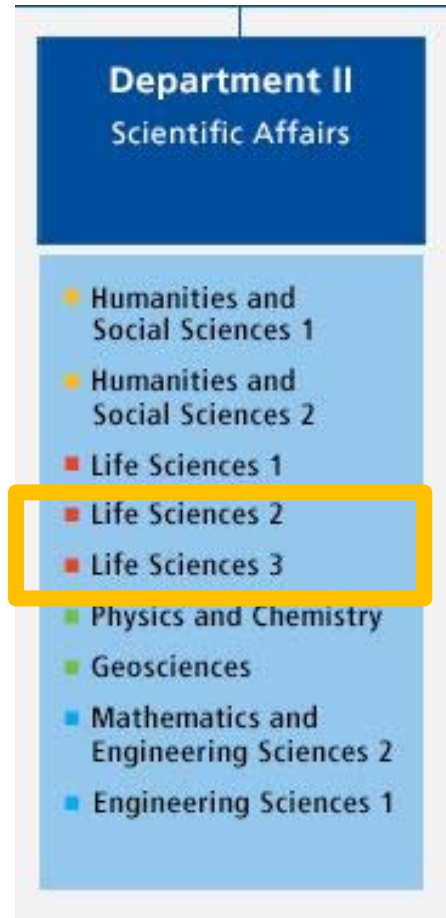 Department II
Scientific Affairs
Humanities and
Social Sciences 1
Humanities and
Social Sciences 2
Life Sciences 1
Life Sciences 2
Life Sciences 3
Physics and Chemistry
Geosciences
Mathematics and
Engineering Sciences 2
Engineering Sciences 1